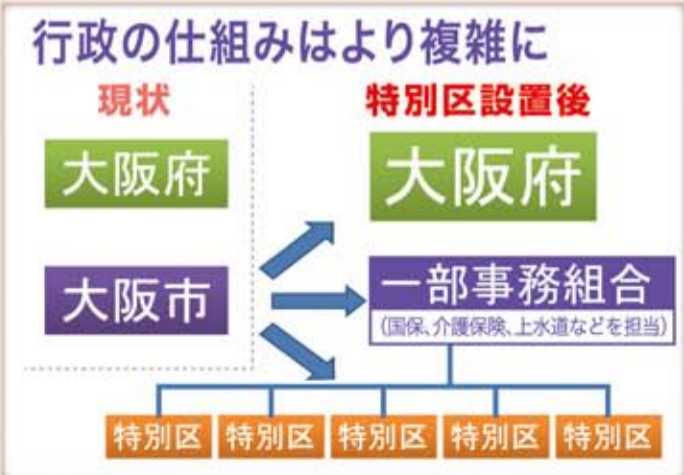 行政の仕組みはより複雑に
現状
特別区設置後
大阪府
大阪府
大阪市
一部事務組合
(国保、介護保険、上水道などを担当)
特別区 特別区 特別区 特別区 特別区